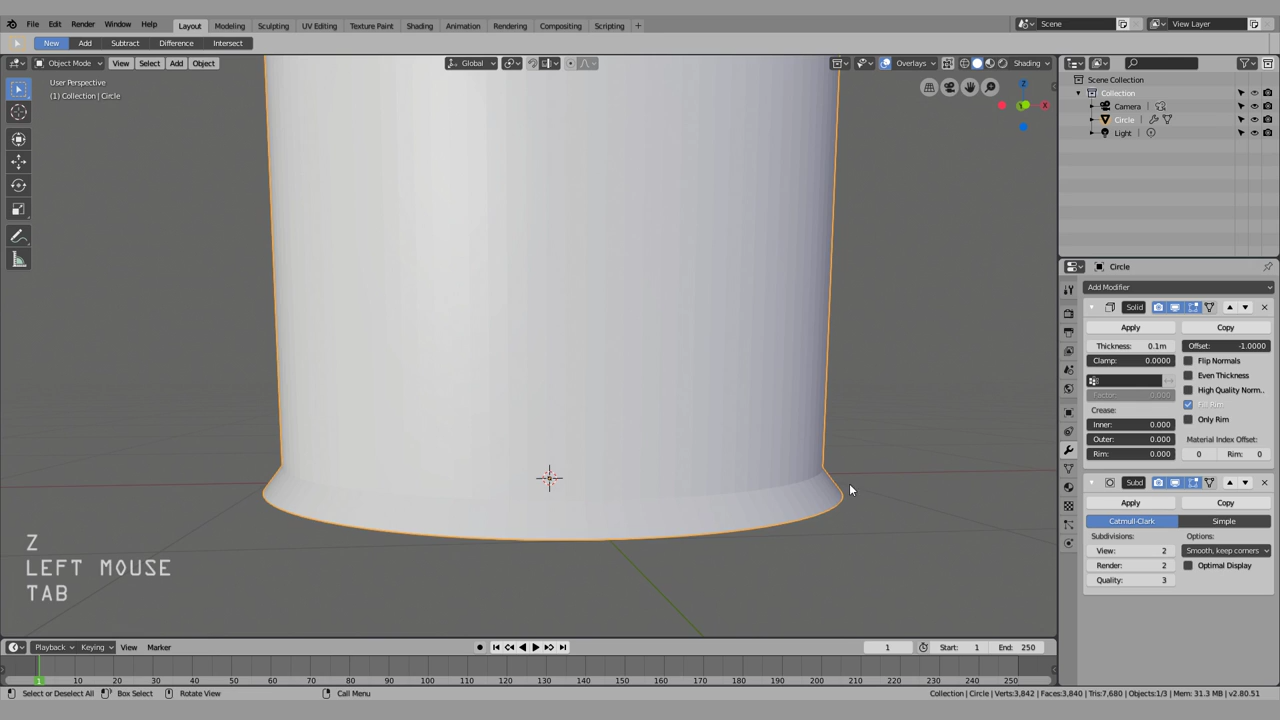 File Edit Render Window Help Layout Modeling Sculpting UV Editing Texture Paint Shading Animation Rendering Compositing Scripting + Scene View Layer
New Add Subtract Difference Intersect
Object Mode View Select Add Object Global Overlays Shading
User Perspective
(1) Collection | Circle
Z
X
Scene Collection
Collection
Camera
Circle
Light
Circle
Add Modifier
Solid
Apply Copy
Thickness: 0.1m Offset: -1.0000
Clamp: 0.0000 Flip Normals
Even Thickness
High Quality Norm..
Factor: 0.000 Fill Rim
Crease: Only Rim
Inner: 0.000
Outer: 0.000 Material Index Offset:
Rim: 0.000 0 Rim: 0
Subd
Apply Copy
Catmull-Clark Simple
Subdivisions: Options:
View: 2 Smooth, keep corners
Render: 2 Optimal Display
Quality: 3
Z
LEFT MOUSE
TAB
Playback Keying View Marker 1 Start: 1 End: 250
1 10 20 30 40 50 60 70 80 90 100 110 120 130 140 150 160 170 180 190 200 210 220 230 240 250
Select or Deselect All Box Select Rotate View Call Menu Collection | Circle | Verts:3,842 | Faces:3,840 | Tris:7,680 | Objects:1/3 | Mem: 31.3 MB | v2.80.51